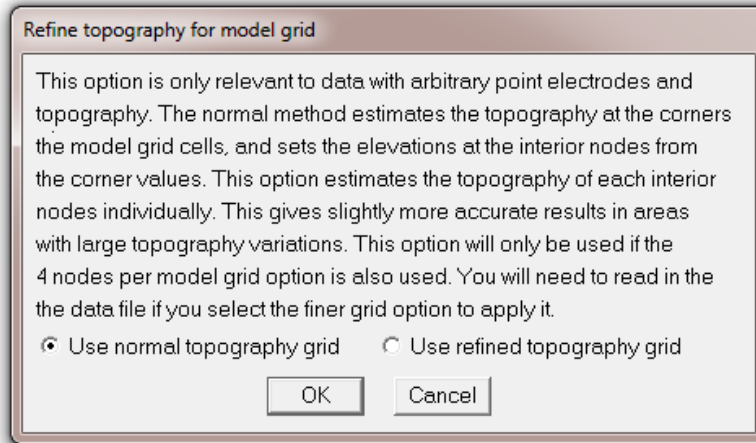 Refine topography for model grid
This option is only relevant to data with arbitrary point electrodes and
topography. The normal method estimates the topography at the corners
the model grid cells, and sets the elevations at the interior nodes from
the corner values. This option estimates the topography of each interior
nodes individually. This gives slightly more accurate results in areas
with large topography variations. This option will only be used if the
4 nodes per model grid option is also used. You will need to read in the
the data file if you select the finer grid option to apply it.
Use normal topography grid Use refined topography grid
OK Cancel